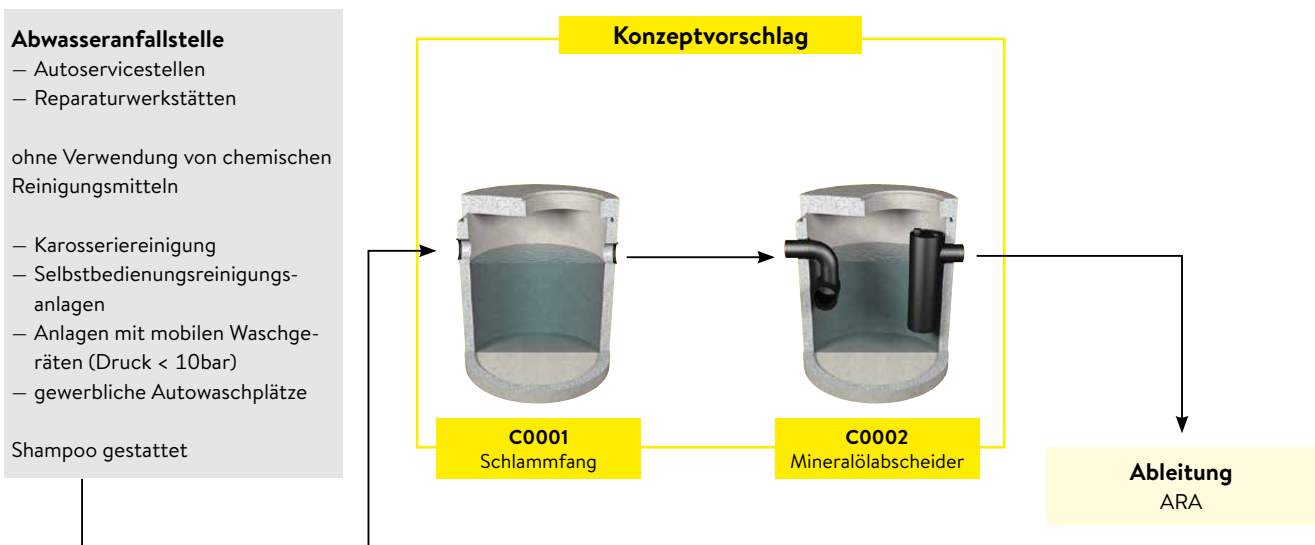 Abwasseranfallstelle
— Autoservicestellen
— Reparaturwerkstätten
ohne Verwendung von chemischen
Reinigungsmitteln
— Karosseriereinigung
— Selbstbedienungsreinigungs-
anlagen
— Anlagen mit mobilen Waschge-
räten (Druck < 10bar)
— gewerbliche Autowaschplätze
Shampoo gestattet
Konzeptvorschlag
C0001
Schlammfang
C0002
Mineralölabscheider
Ableitung
ARA